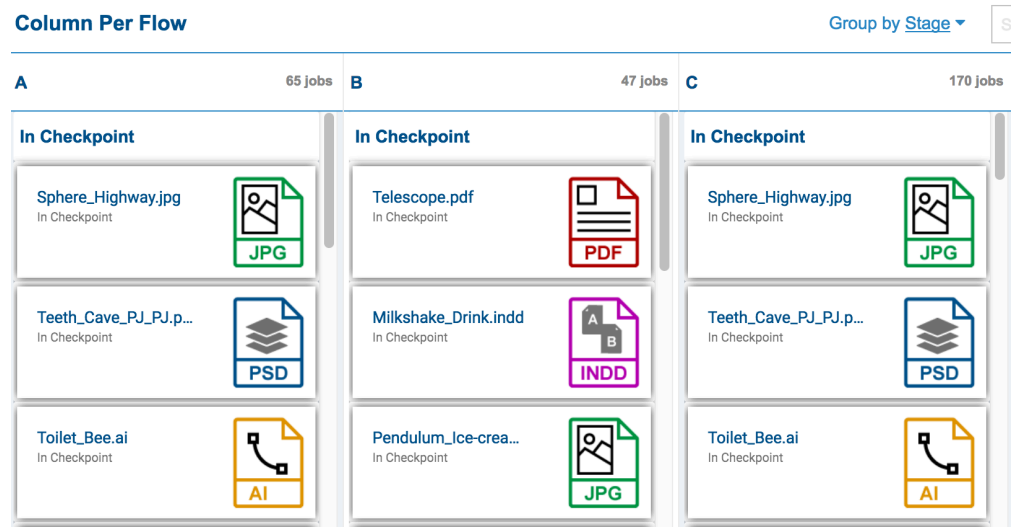 Column Per Flow
Group by Stage
S
A
65 jobs
B
47 jobs
C
170 jobs
In Checkpoint
In Checkpoint
In Checkpoint
Sphere_Highway.jpg
In Checkpoint
JPG
Telescope.pdf
In Checkpoint
PDF
Sphere_Highway.jpg
In Checkpoint
JPG
Teeth_Cave_PJ_PJ.p...
In Checkpoint
PSD
Milkshake_Drink.indd
In Checkpoint
A
B
INDD
Teeth_Cave_PJ_PJ.p...
In Checkpoint
PSD
Toilet_Bee.ai
In Checkpoint
AI
Pendulum_Ice-crea...
In Checkpoint
JPG
Toilet_Bee.ai
In Checkpoint
AI